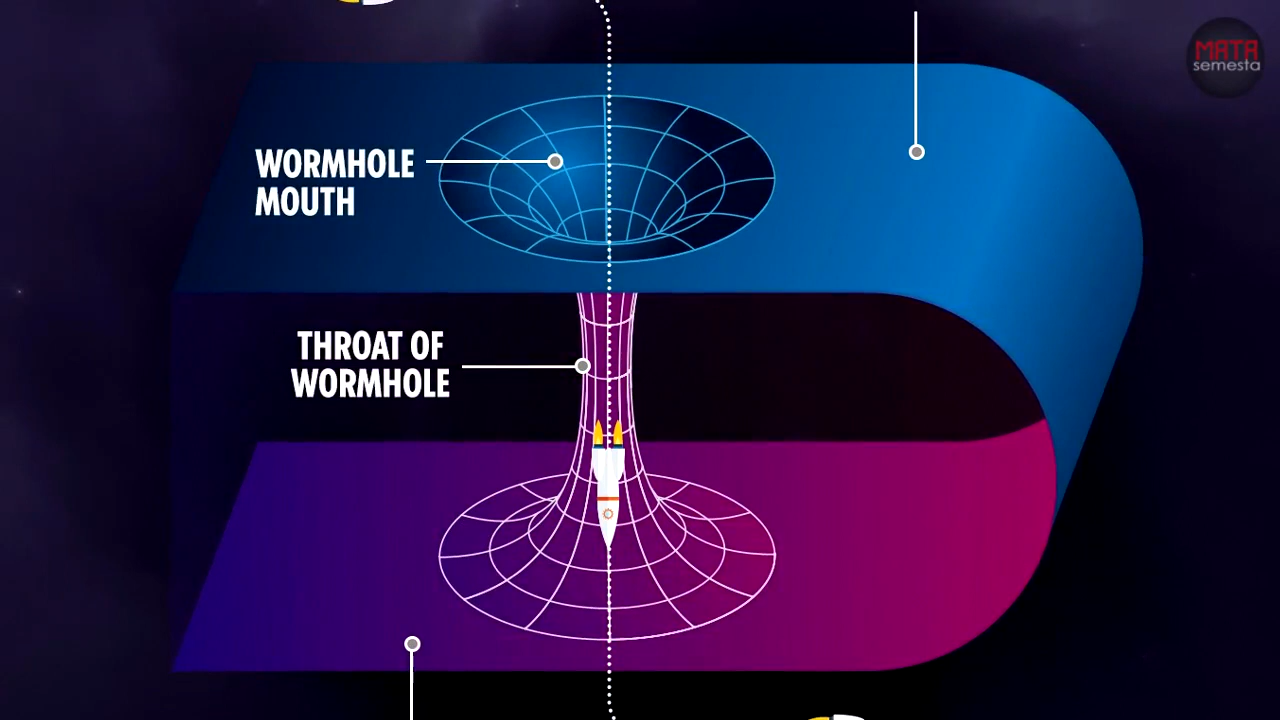 MATA
semesta
WORMHOLE
MOUTH
THROAT OF
WORMHOLE